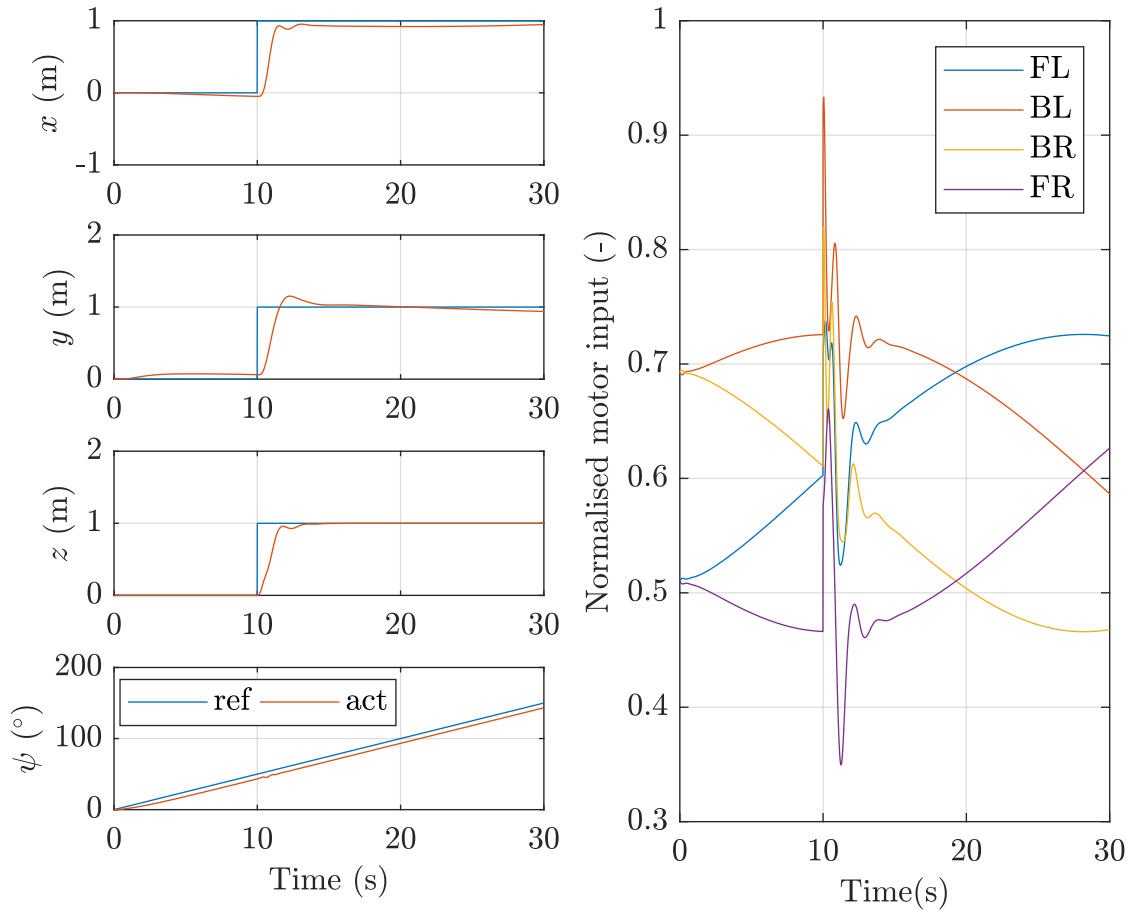 1
0
-1
x (m)
0 10 20 30
2
1
0
y (m)
0 10 20 30
2
1
0
z (m)
0 10 20 30
200
100
0
ψ (°)
ref act
0 10 20 30
Time (s)
1
0.9
0.8
0.7
0.6
0.5
0.4
0.3
Normalised motor input (-)
FL
BL
BR
FR
0 10 20 30
Time(s)